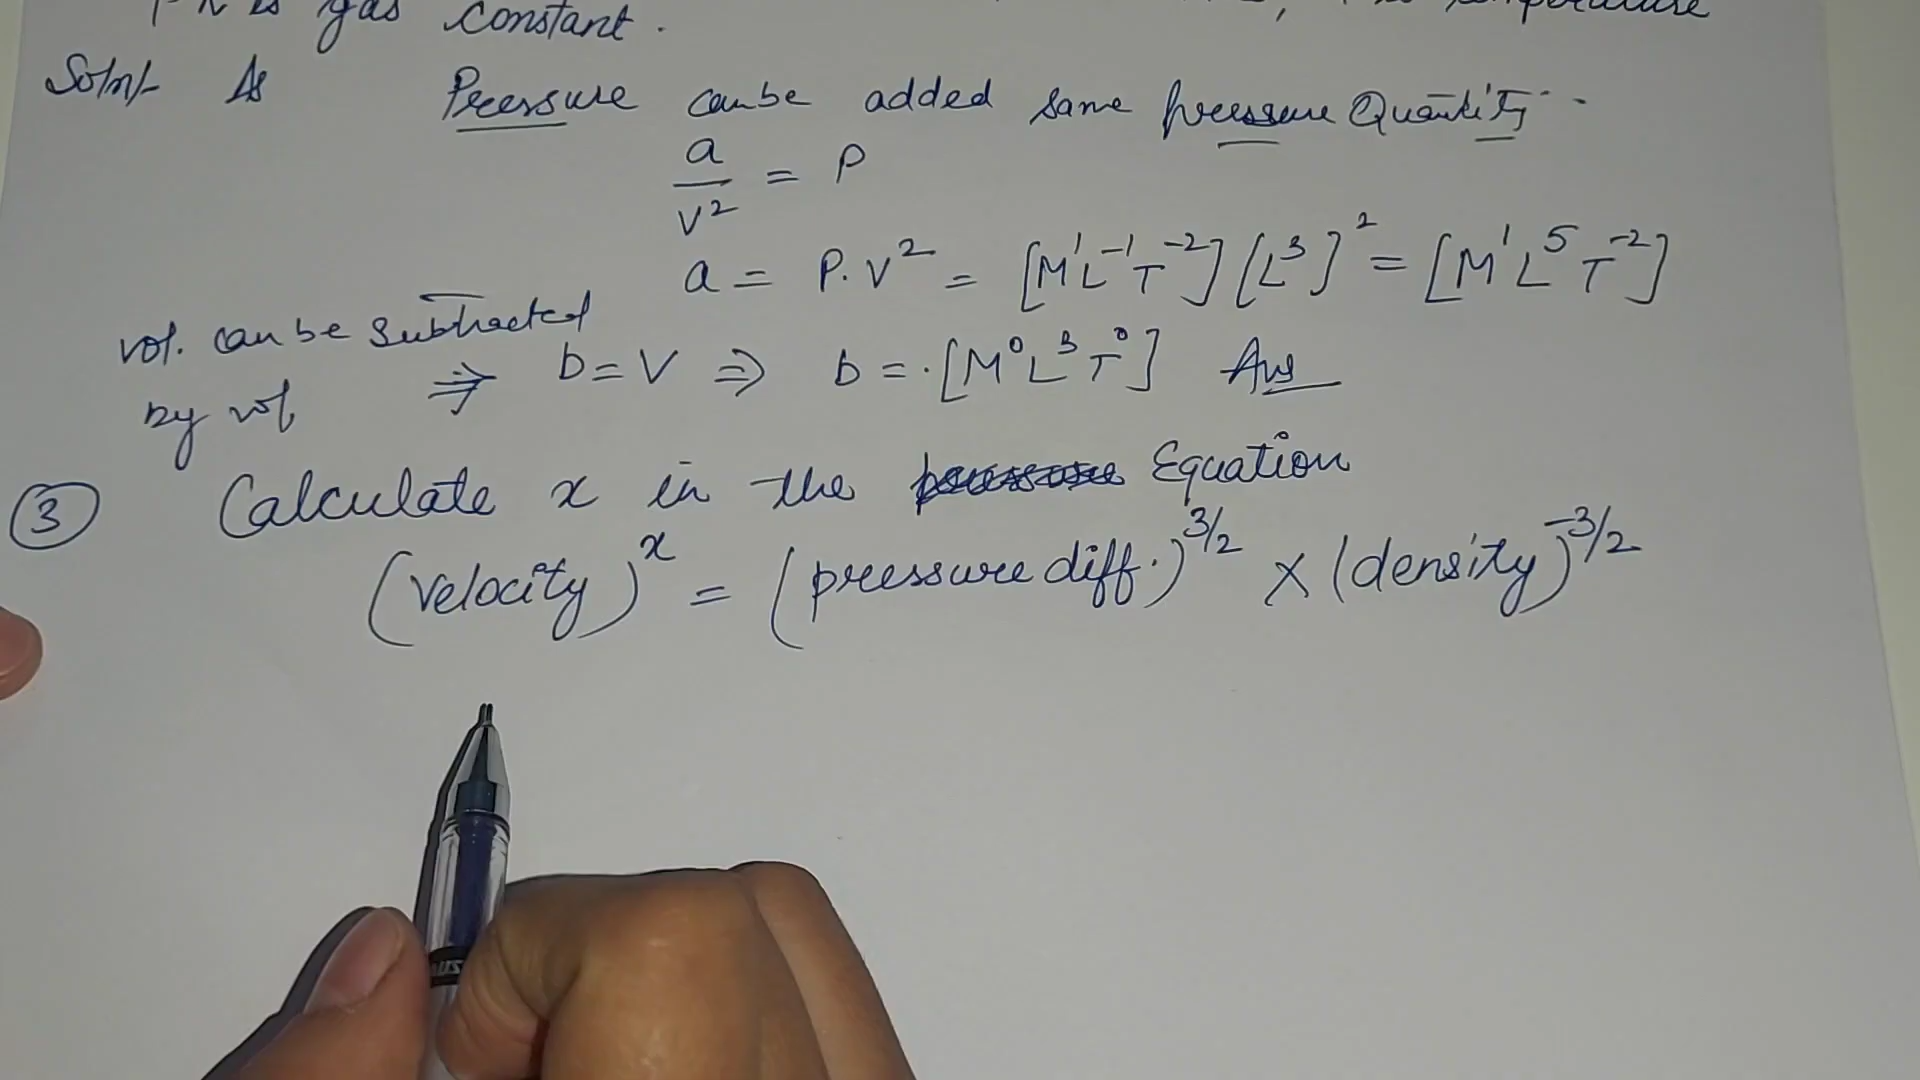 is gas constant.
Soln/- As Pressure can be added same pressure Quantity.
a/V² = P
a = P.V² = [M¹L⁻¹T⁻²][L³]² = [M¹L⁵T⁻²]
vol. can be Subtracted
by vol ⇒ b=V ⇒ b=.[M⁰L³T⁰] Ans
③ Calculate x in the Equation
(velocity)ˣ = (pressure diff.)^3/2 × (density)^-3/2